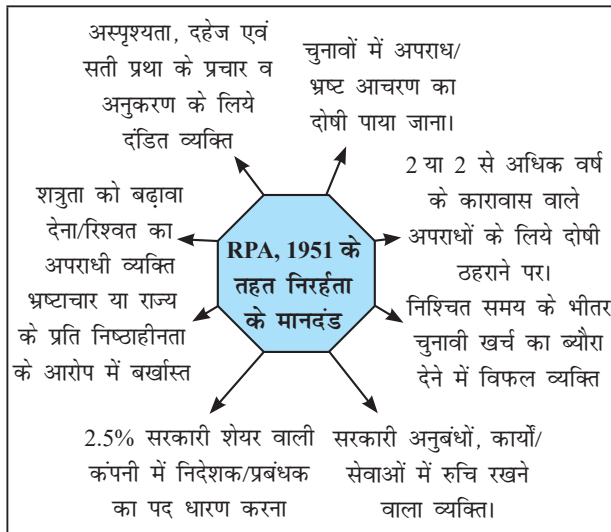 अस्पृश्यता, दहेज एवं
सती प्रथा के प्रचार व
अनुकरण के लिये
दंडित व्यक्ति
चुनावों में अपराध/
भ्रष्ट आचरण का
दोषी पाया जाना।
2 या 2 से अधिक वर्ष
के कारावास वाले
अपराधों के लिये दोषी
ठहराने पर।
निश्चित समय के भीतर
चुनावी खर्च का ब्यौरा
देने में विफल व्यक्ति
सरकारी अनुबंधों, कार्यों/
सेवाओं में रुचि रखने
वाला व्यक्ति।
2.5% सरकारी शेयर वाली
कंपनी में निदेशक/प्रबंधक
का पद धारण करना
भ्रष्टाचार या राज्य
के प्रति निष्ठाहीनता
के आरोप में बर्खास्त
शत्रुता को बढ़ावा
देना/रिश्वत का
अपराधी व्यक्ति
RPA, 1951 के
तहत निरर्हता
के मानदंड